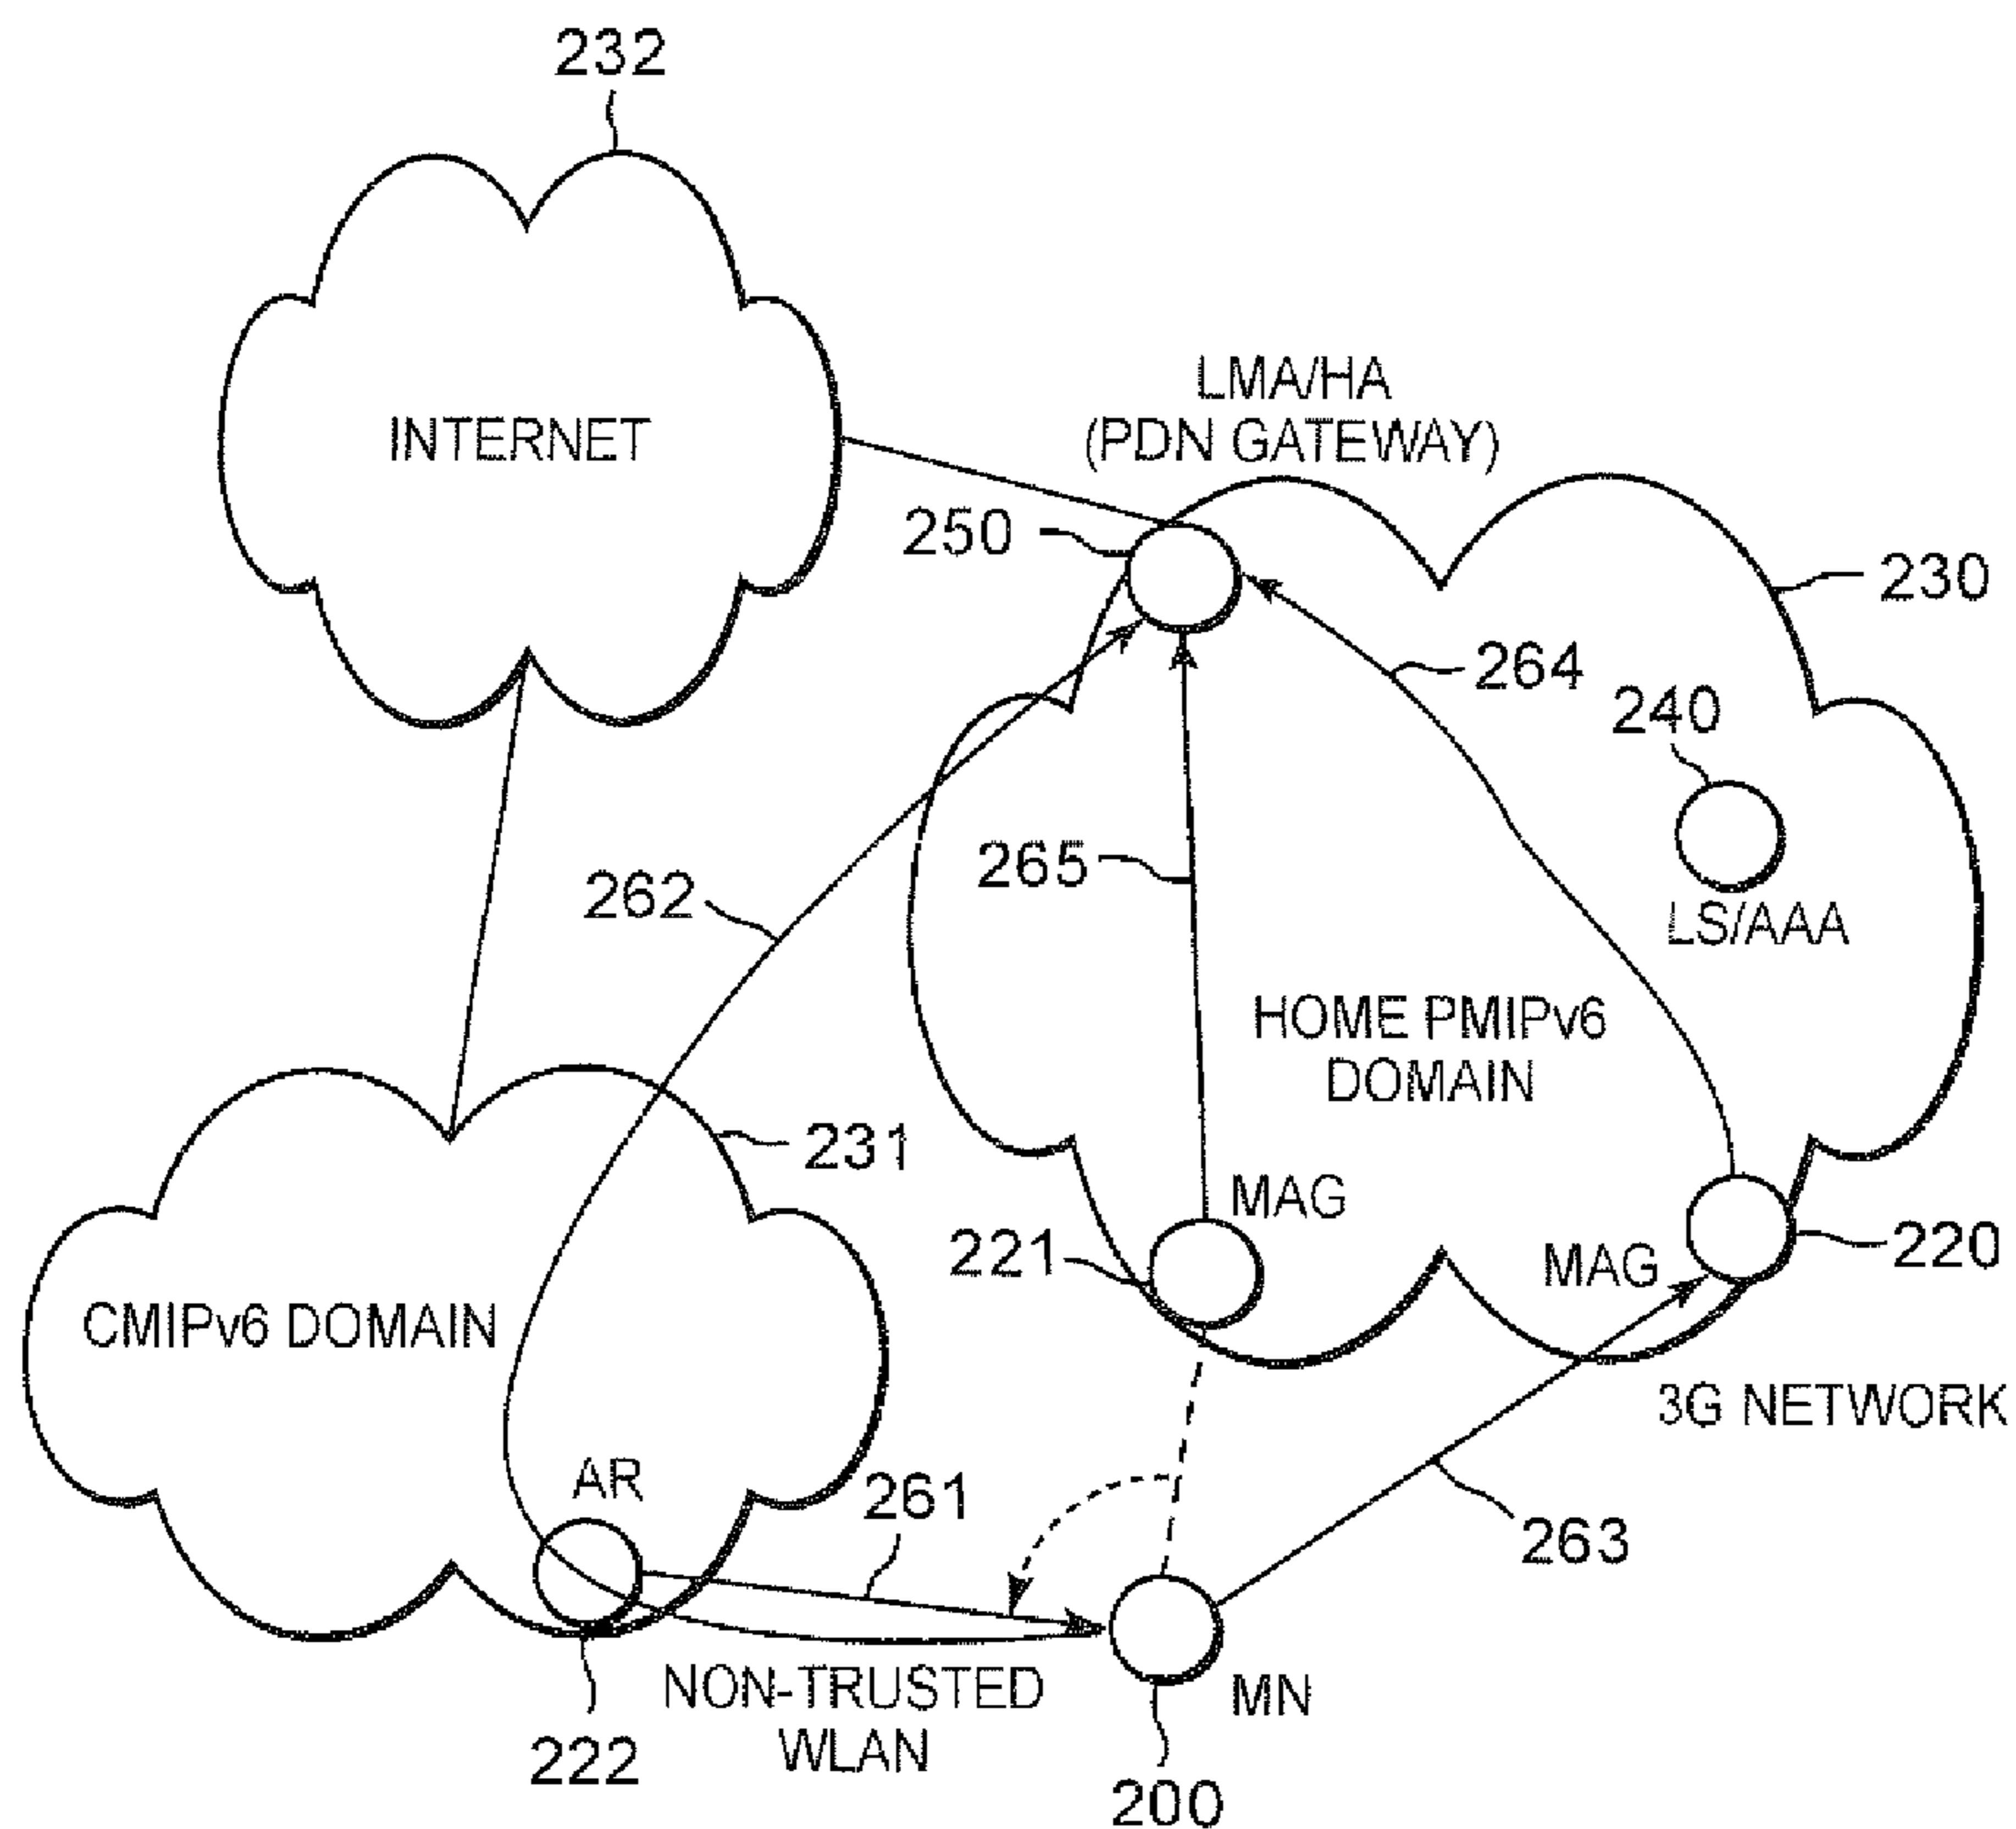 232
INTERNET
LMA/HA
(PDN GATEWAY)
250
230
264
240
265
262
LS/AAA
HOME PMIPv6
DOMAIN
231
MAG
221
MAG
220
CMIPv6 DOMAIN
3G NETWORK
AR
261
263
NON-TRUSTED
WLAN
MN
222
200